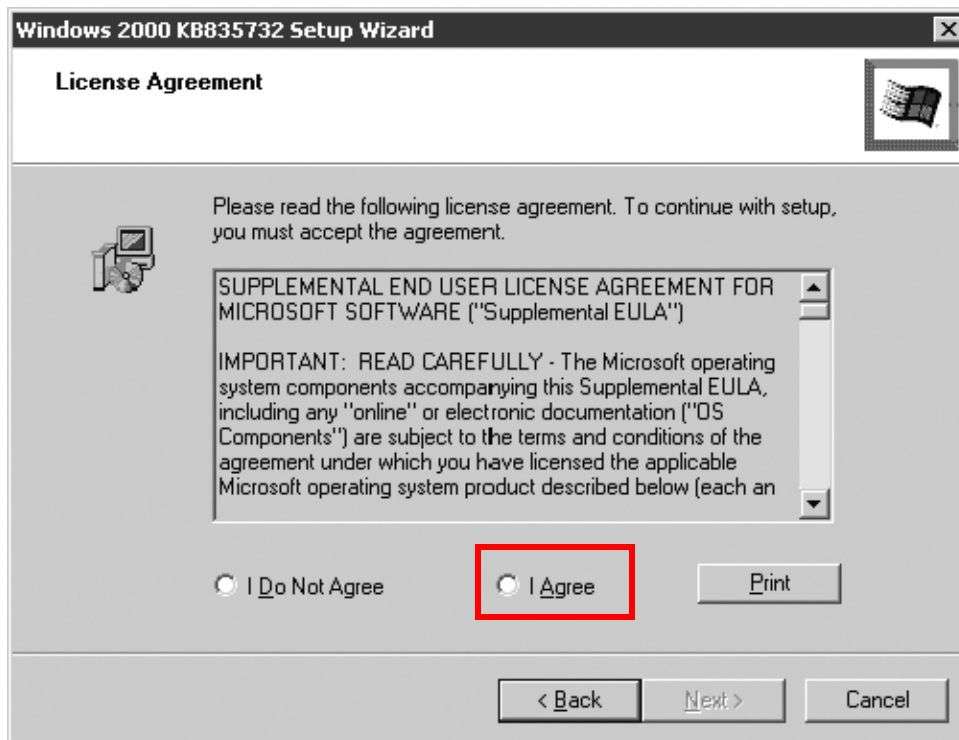 Windows 2000 KB835732 Setup Wizard
License Agreement
Please read the following license agreement. To continue with setup,
you must accept the agreement.
SUPPLEMENTAL END USER LICENSE AGREEMENT FOR
MICROSOFT SOFTWARE ("Supplemental EULA")
IMPORTANT:  READ CAREFULLY - The Microsoft operating
system components accompanying this Supplemental EULA,
including any "online" or electronic documentation ("OS
Components") are subject to the terms and conditions of the
agreement under which you have licensed the applicable
Microsoft operating system product described below (each an
I Do Not Agree
I Agree
Print
< Back
Next >
Cancel